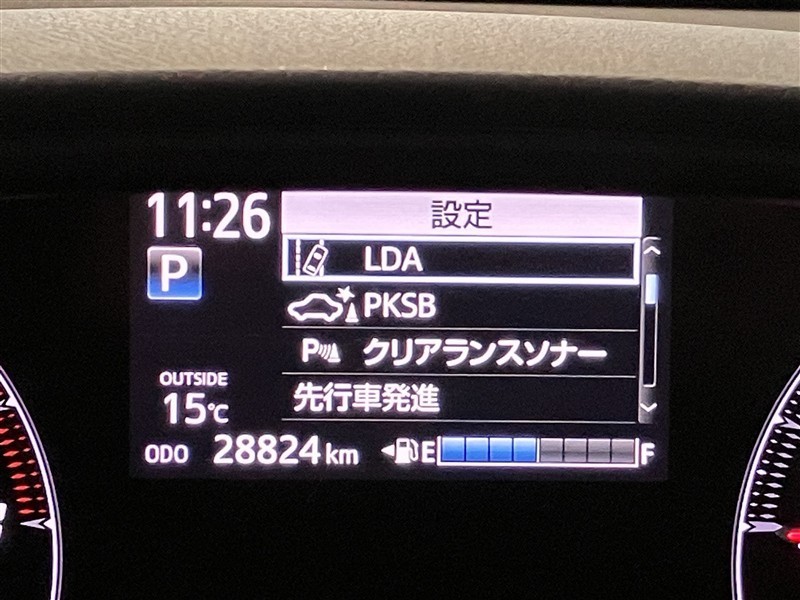 11:26
設定
P
LDA
PKSB
P クリアランスソナー
先行車発進
OUTSIDE
15℃
ODO 28824 km
E F